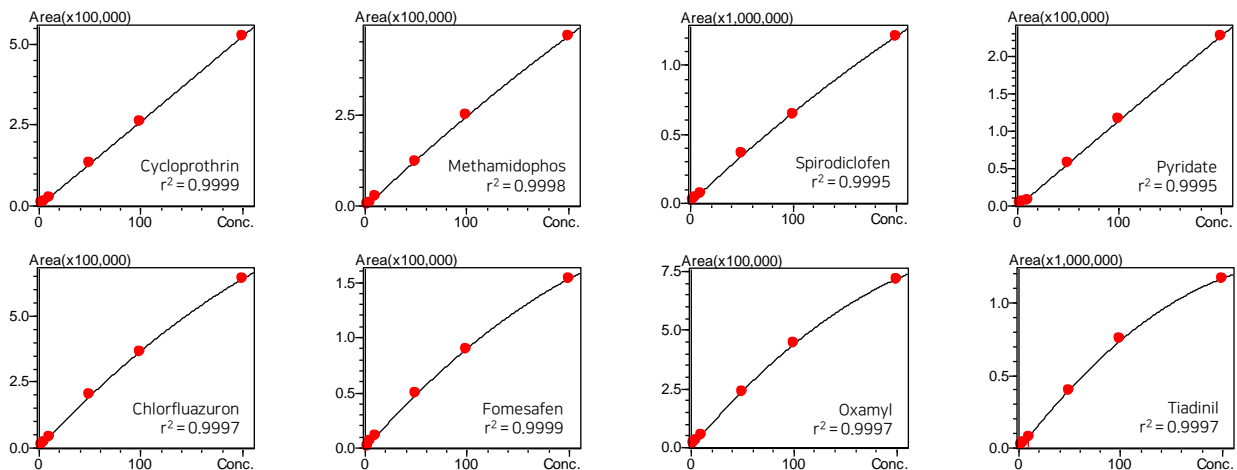 Area(x100,000)
5.0
2.5
0.0
0
100
Conc.
Cycloprothrin
r² = 0.9999
Area(x100,000)
2.5
0.0
0
100
Conc.
Methamidophos
r² = 0.9998
Area(x1,000,000)
1.0
0.5
0.0
0
100
Conc.
Spirodiclofen
r² = 0.9995
Area(x100,000)
2.0
1.5
1.0
0.5
0.0
0
100
Conc.
Pyridate
r² = 0.9995
Area(x100,000)
5.0
2.5
0.0
0
100
Conc.
Chlorfluazuron
r² = 0.9997
Area(x100,000)
1.5
1.0
0.5
0.0
0
100
Conc.
Fomesafen
r² = 0.9999
Area(x100,000)
7.5
5.0
2.5
0.0
0
100
Conc.
Oxamyl
r² = 0.9997
Area(x1,000,000)
1.0
0.5
0.0
0
100
Conc.
Tiadinil
r² = 0.9997